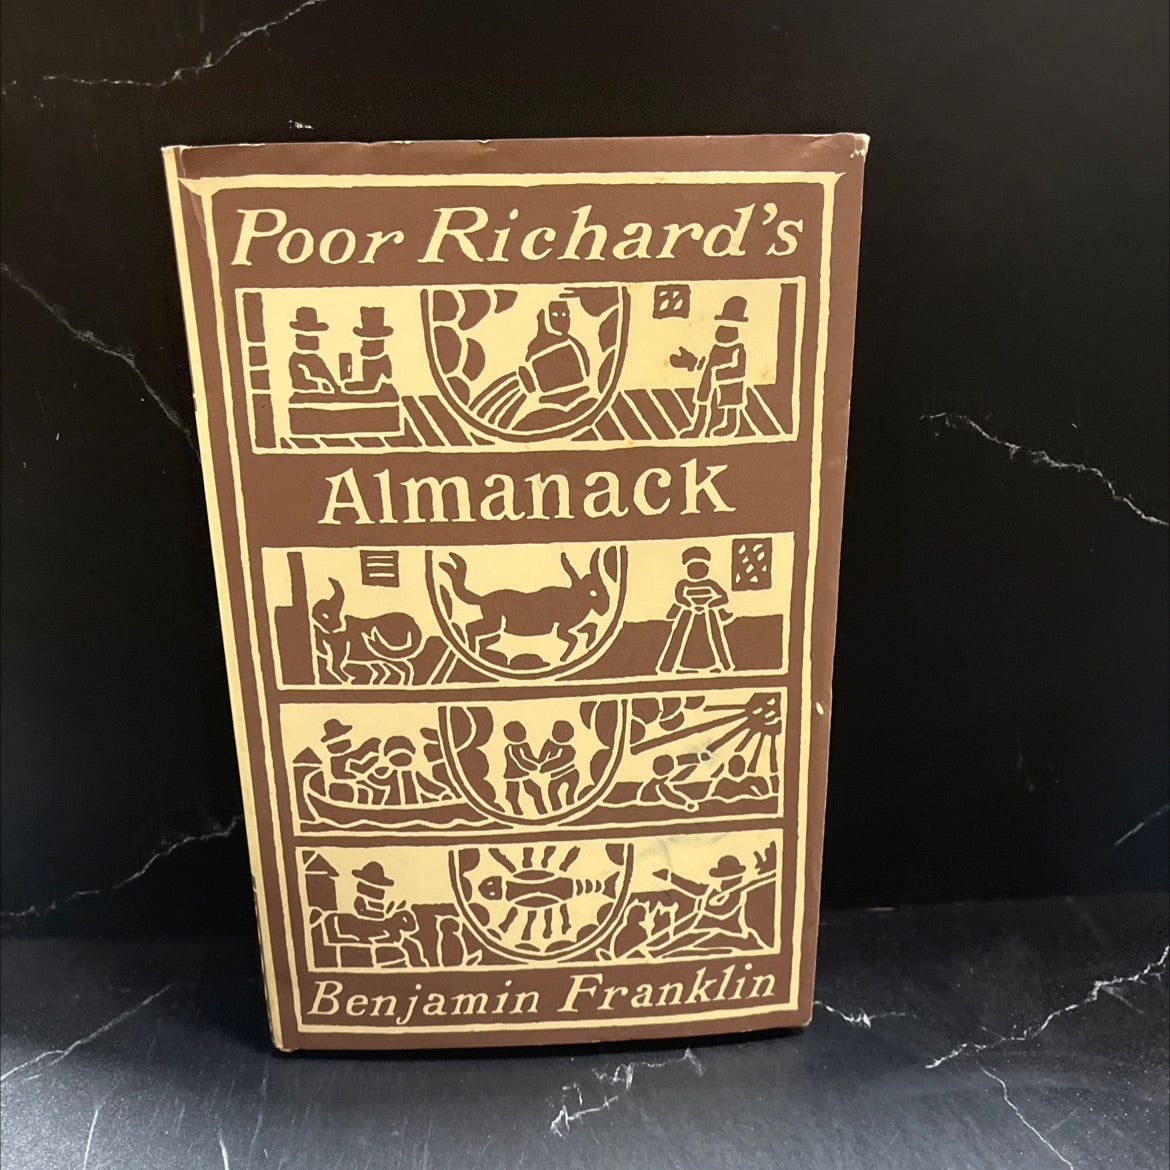 Poor Richard's
Almanack
Benjamin Franklin